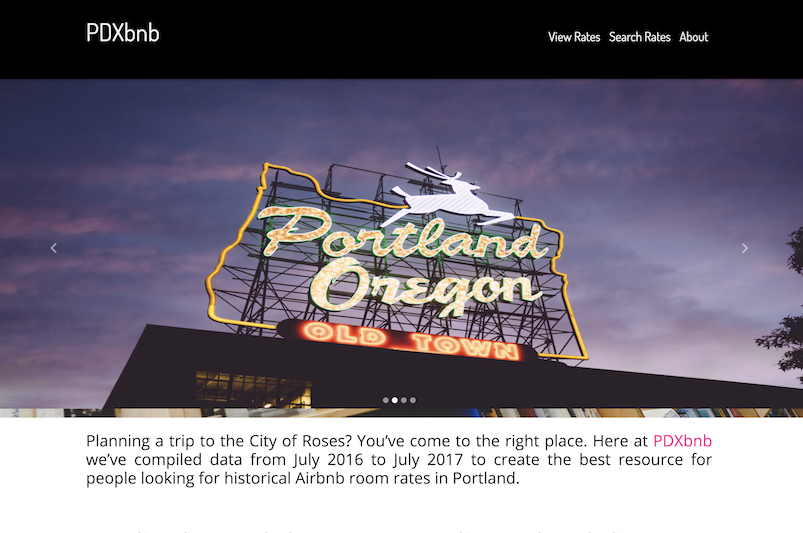 PDXbnb
View Rates Search Rates About
Portland
Oregon
OLD TOWN
Planning a trip to the City of Roses? You've come to the right place. Here at PDXbnb
we've compiled data from July 2016 to July 2017 to create the best resource for
people looking for historical Airbnb room rates in Portland.